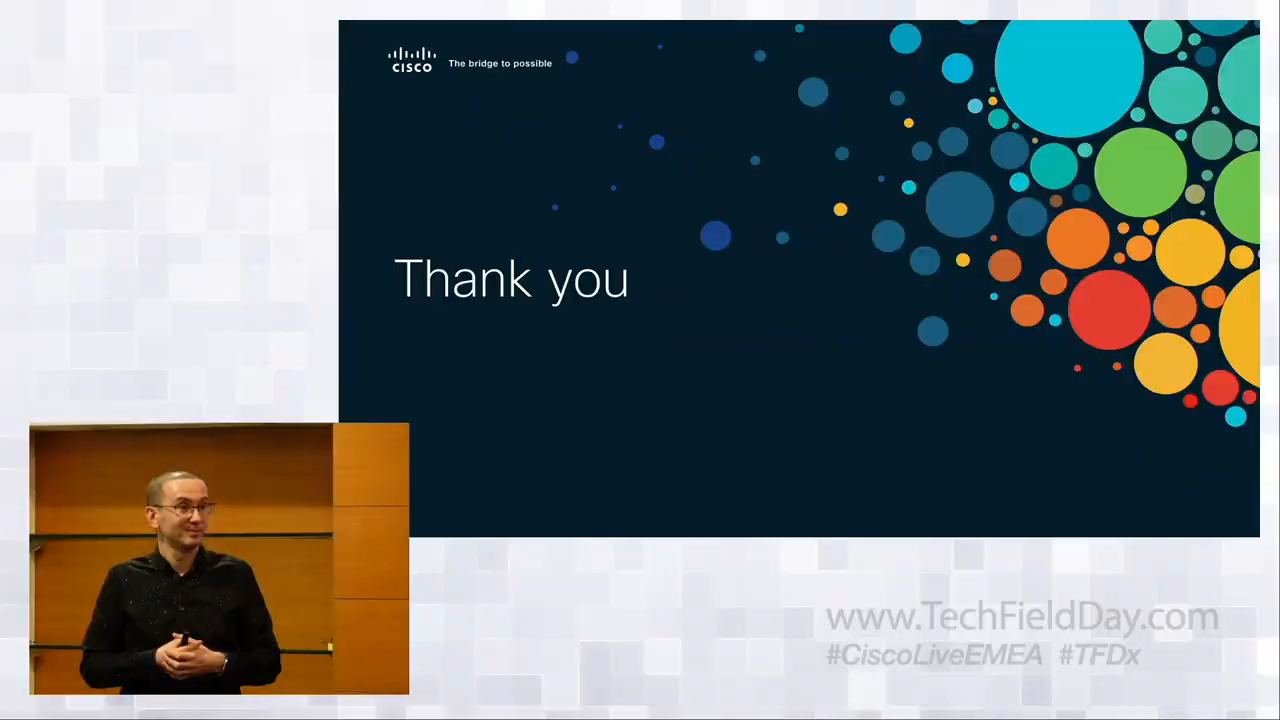 CISCO
The bridge to possible
Thank you
www.TechFieldDay.com
#CiscoLiveEMEA #TFDx